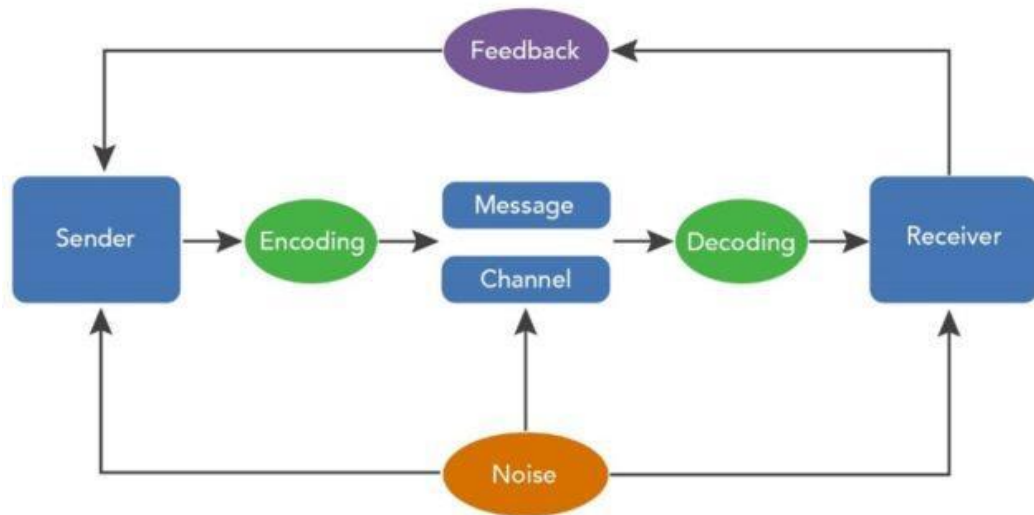 Feedback
Sender
Encoding
Message
Channel
Decoding
Receiver
Noise